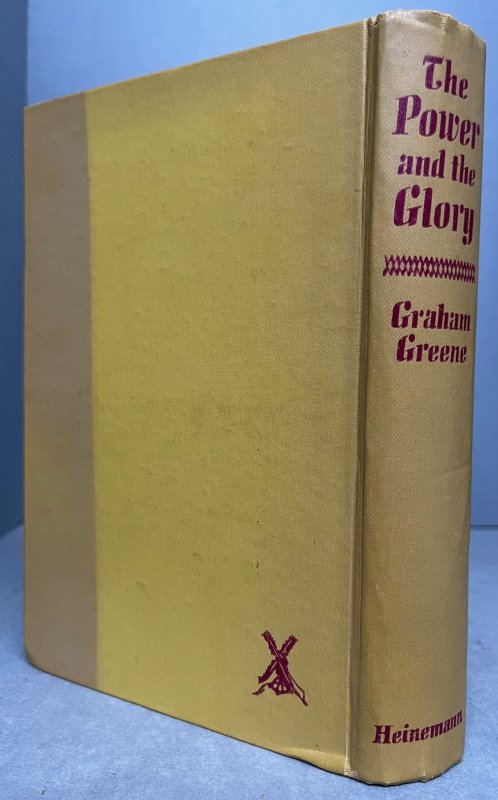 The
Power
and the
Glory
Graham
Greene
Heinemann